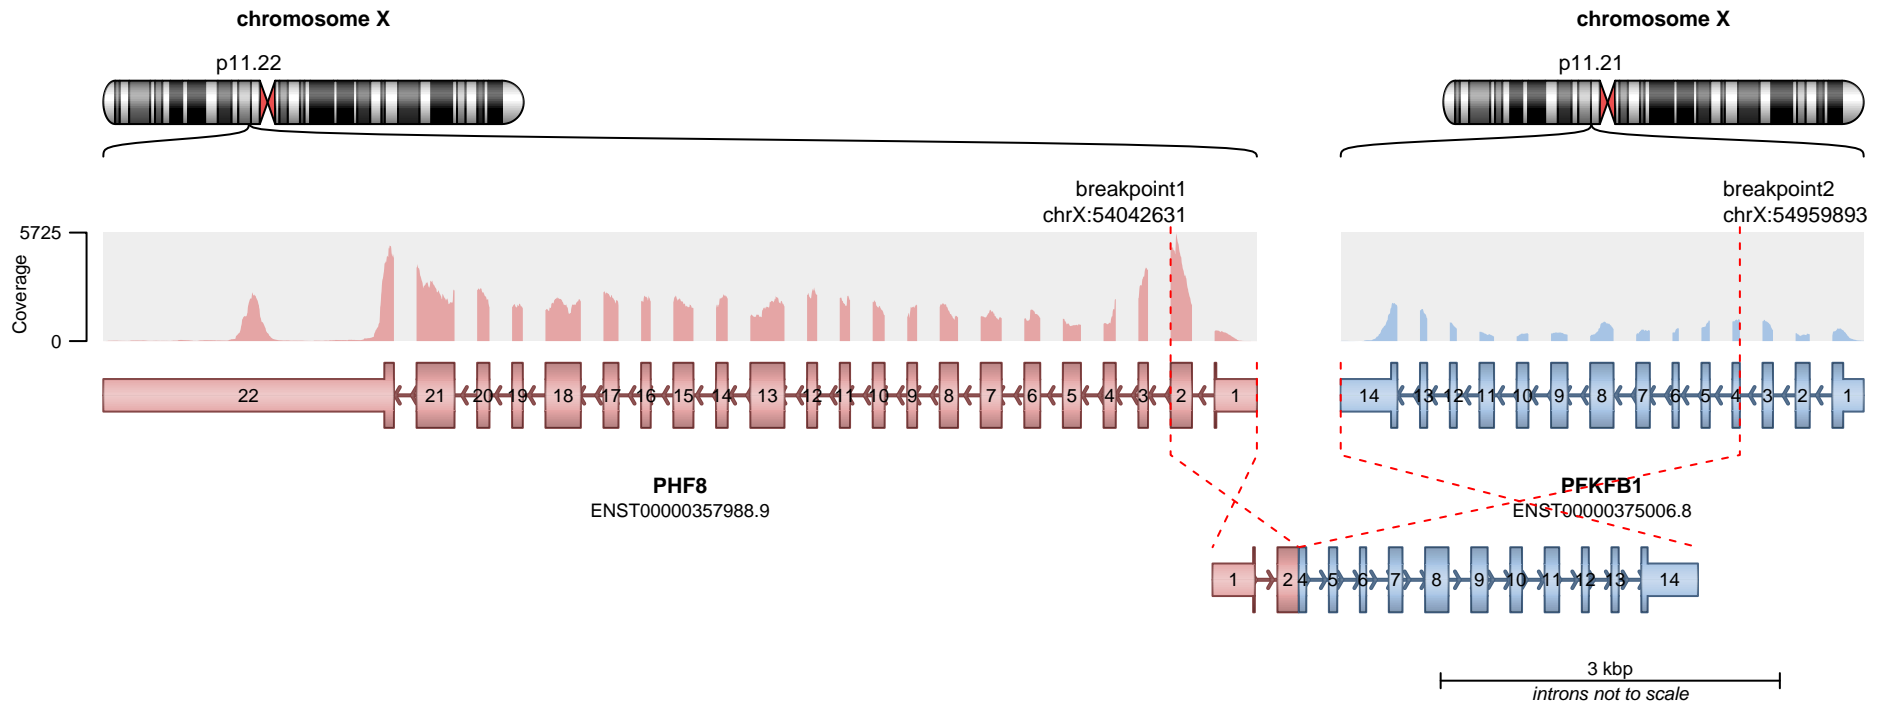 chromosome X
chromosome X
p11.22
p11.21
breakpoint1
chrX:54042631
breakpoint2
chrX:54959893
5725
Coverage
0
22 21 20 19 18 17 16 15 14 13 12 11 10 9 8 7 6 5 4 3 2 1
14 13 12 11 10 9 8 7 6 5 4 3 2 1
PHF8
ENST00000357988.9
PFKFB1
ENST00000375006.8
1 2 4 5 6 7 8 9 10 11 12 13 14
3 kbp
introns not to scale